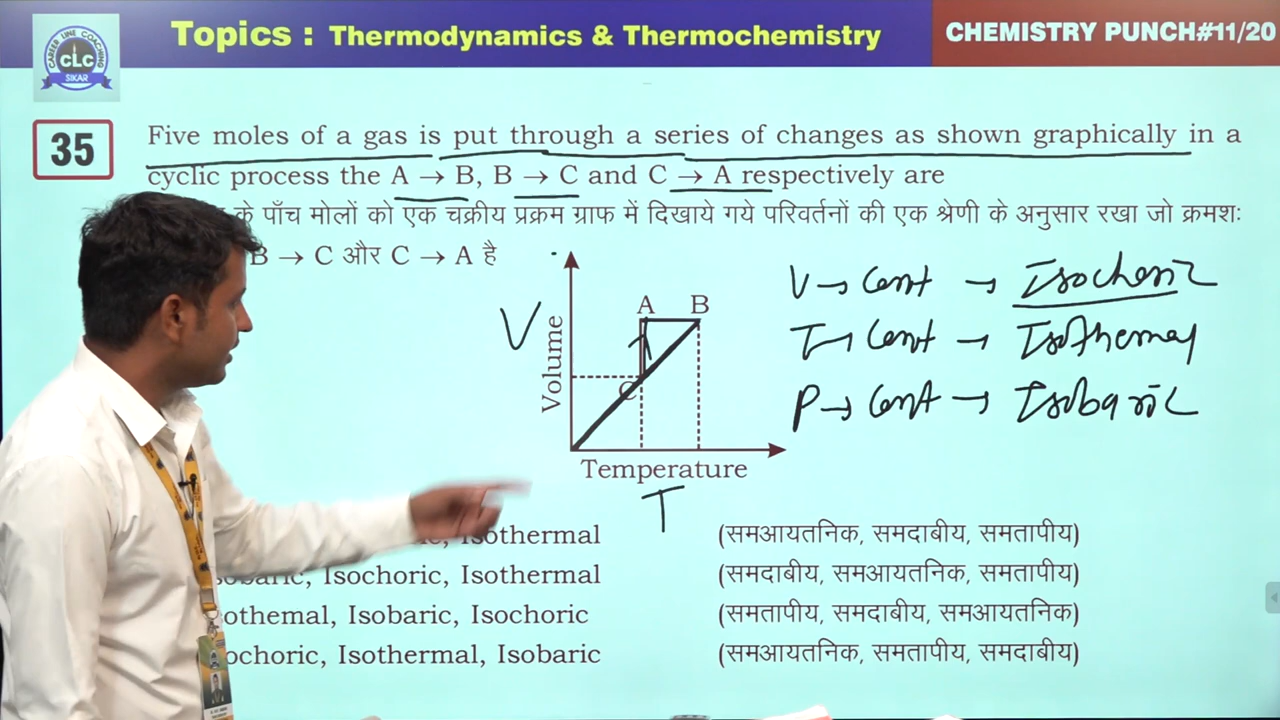 Topics : Thermodynamics & Thermochemistry
CHEMISTRY PUNCH#11/20
CAREER LINE COACHING
CLC
SIKAR
35
Five moles of a gas is put through a series of changes as shown graphically in a
cyclic process the A → B, B → C and C → A respectively are
के पाँच मोलों को एक चक्रीय प्रक्रम ग्राफ में दिखाये गये परिवर्तनों की एक श्रेणी के अनुसार रखा जो क्रमशः
B → C और C → A है
V
Volume
A
B
C
Temperature
T
V → Const → Isochoric
T → Const → Isothermal
P → Const → Isobaric
Isothermal
(समआयतनिक, समदाबीय, समतापीय)
Isochoric, Isothermal
(समदाबीय, समआयतनिक, समतापीय)
Isobaric, Isochoric
(समतापीय, समदाबीय, समआयतनिक)
Isothermal, Isobaric
(समआयतनिक, समतापीय, समदाबीय)